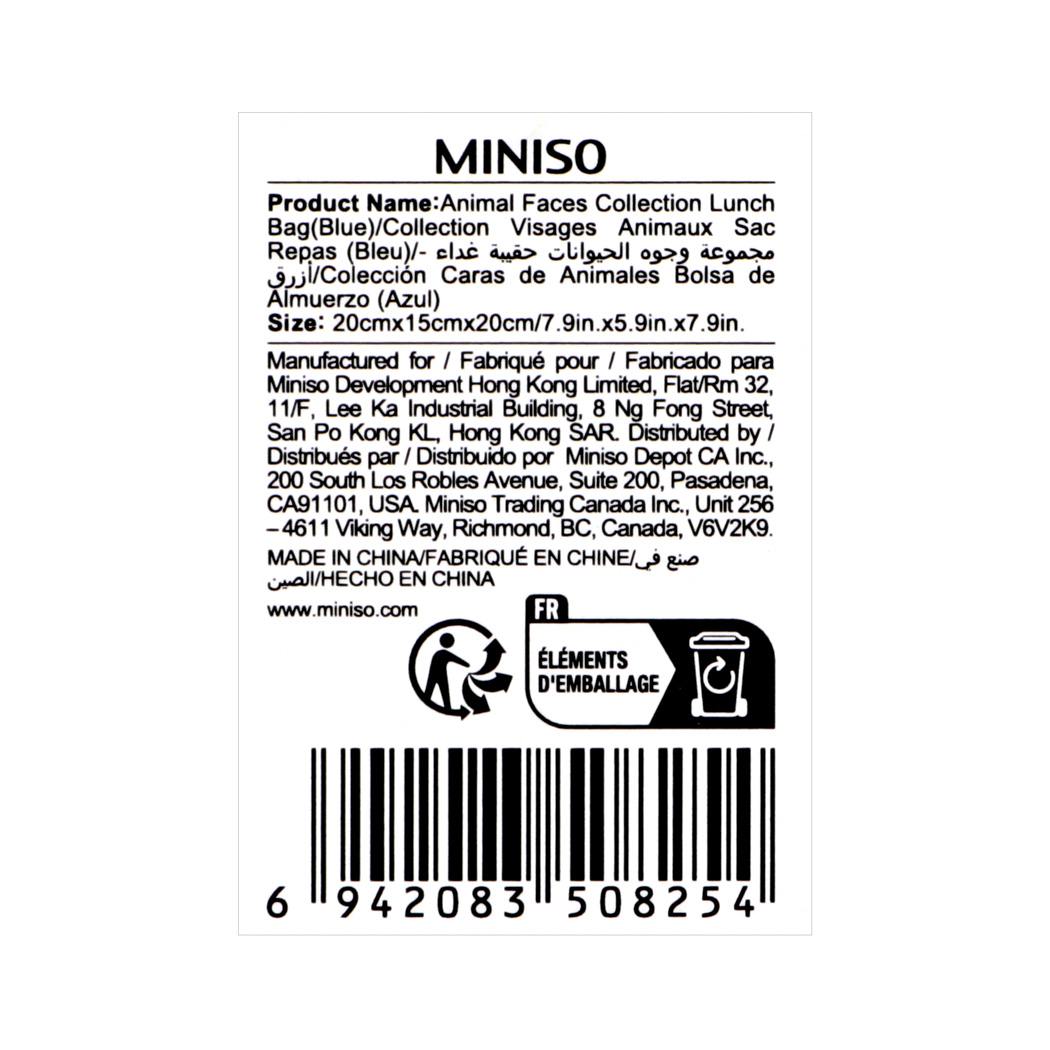 MINISO
Product Name:Animal Faces Collection Lunch
Bag(Blue)/Collection Visages Animaux Sac
Repas (Bleu)/- مجموعة وجوه الحيوانات حقيبة غداء
أزرق/Colección Caras de Animales Bolsa de
Almuerzo (Azul)
Size: 20cmx15cmx20cm/7.9in.x5.9in.x7.9in.
Manufactured for / Fabriqué pour / Fabricado para
Miniso Development Hong Kong Limited, Flat/Rm 32,
11/F, Lee Ka Industrial Building, 8 Ng Fong Street,
San Po Kong KL, Hong Kong SAR. Distributed by /
Distribués par / Distribuido por Miniso Depot CA Inc.,
200 South Los Robles Avenue, Suite 200, Pasadena,
CA91101, USA. Miniso Trading Canada Inc., Unit 256
– 4611 Viking Way, Richmond, BC, Canada, V6V2K9.
MADE IN CHINA/FABRIQUÉ EN CHINE/صنع في
الصين/HECHO EN CHINA
www.miniso.com
FR
ÉLÉMENTS
D'EMBALLAGE
6 942083 508254